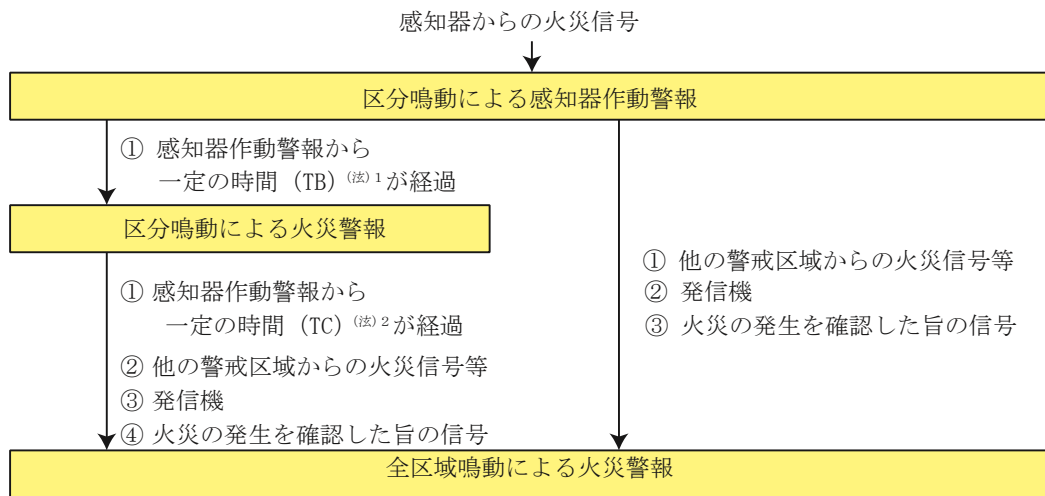 感知器からの火災信号
区分鳴動による感知器作動警報
① 感知器作動警報から
一定の時間（TB）(法)1が経過
区分鳴動による火災警報
① 感知器作動警報から
一定の時間（TC）(法)2が経過
② 他の警戒区域からの火災信号等
③ 発信機
④ 火災の発生を確認した旨の信号
① 他の警戒区域からの火災信号等
② 発信機
③ 火災の発生を確認した旨の信号
全区域鳴動による火災警報